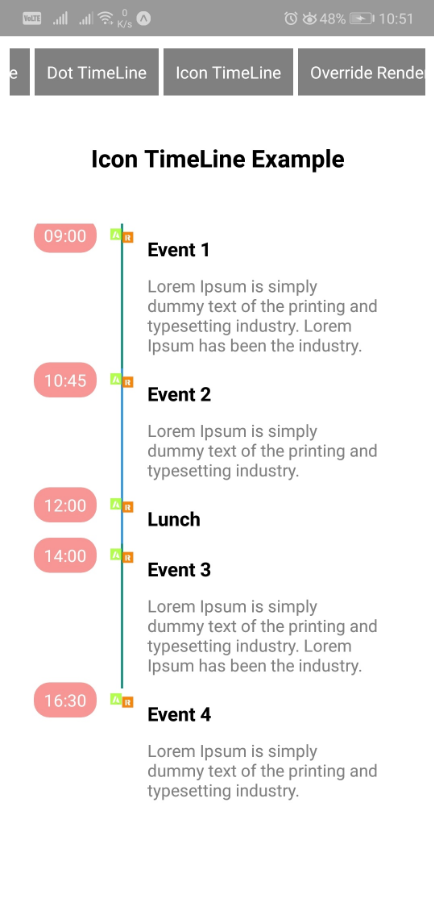 VoLTE 0 K/s 48% 10:51
e Dot TimeLine Icon TimeLine Override Rende
Icon TimeLine Example
09:00
Event 1
Lorem Ipsum is simply
dummy text of the printing and
typesetting industry. Lorem
Ipsum has been the industry.
10:45
Event 2
Lorem Ipsum is simply
dummy text of the printing and
typesetting industry.
12:00
Lunch
14:00
Event 3
Lorem Ipsum is simply
dummy text of the printing and
typesetting industry. Lorem
Ipsum has been the industry.
16:30
Event 4
Lorem Ipsum is simply
dummy text of the printing and
typesetting industry.